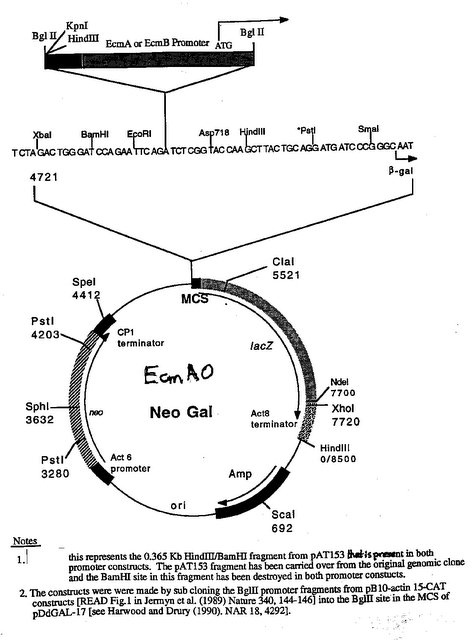 KpnI
Bgl II
HindIII
EcmA or EcmB Promoter
ATG
Bgl II
XbaI BamHI EcoRI Asp718 HindIII *PstI SmaI
T CTA GACTGG GAT CCA GAA TTC AGA TCT CGG TAC CAA GCT TAC TGC AGG ATG ATC CCG GGC AAT
4721
β-gal
ClaI
5521
SpeI
4412
MCS
PstI
4203
CP1
terminator
lacZ
EcmAO
Neo Gal
NdeI
7700
XhoI
7720
SphI
3632
neo
Act8
terminator
HindIII
0/8500
PstI
3280
Act 6
promoter
Amp
ori
ScaI
692
Notes
1. this represents the 0.365 Kb HindIII/BamHI fragment from pAT153 that is present in both
promoter constructs. The pAT153 fragment has been carried over from the original genomic clone
and the BamHI site in this fragment has been destroyed in both promoter constucts.
2. The constructs were were made by sub cloning the BglII promoter fragments from pB10-actin 15-CAT
constructs [READ Fig.1 in Jermyn et al. (1989) Nature 340, 144-146] into the BglII site in the MCS of
pDdGAL-17 [see Harwood and Drury (1990), NAR 18, 4292].